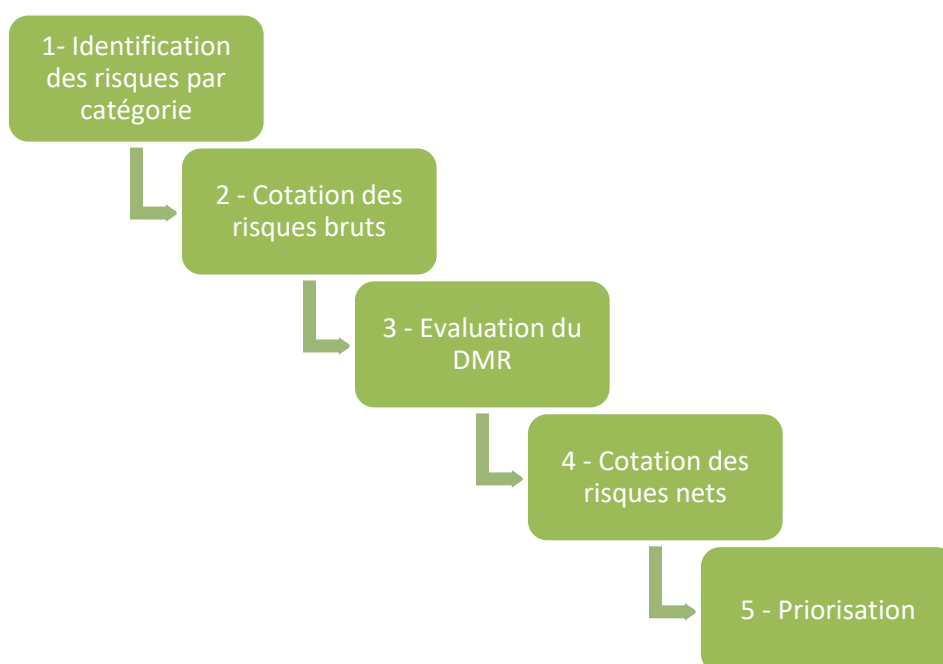 1- Identification
des risques par
catégorie
2 - Cotation des
risques bruts
3 - Evaluation du
DMR
4 - Cotation des
risques nets
5 - Priorisation